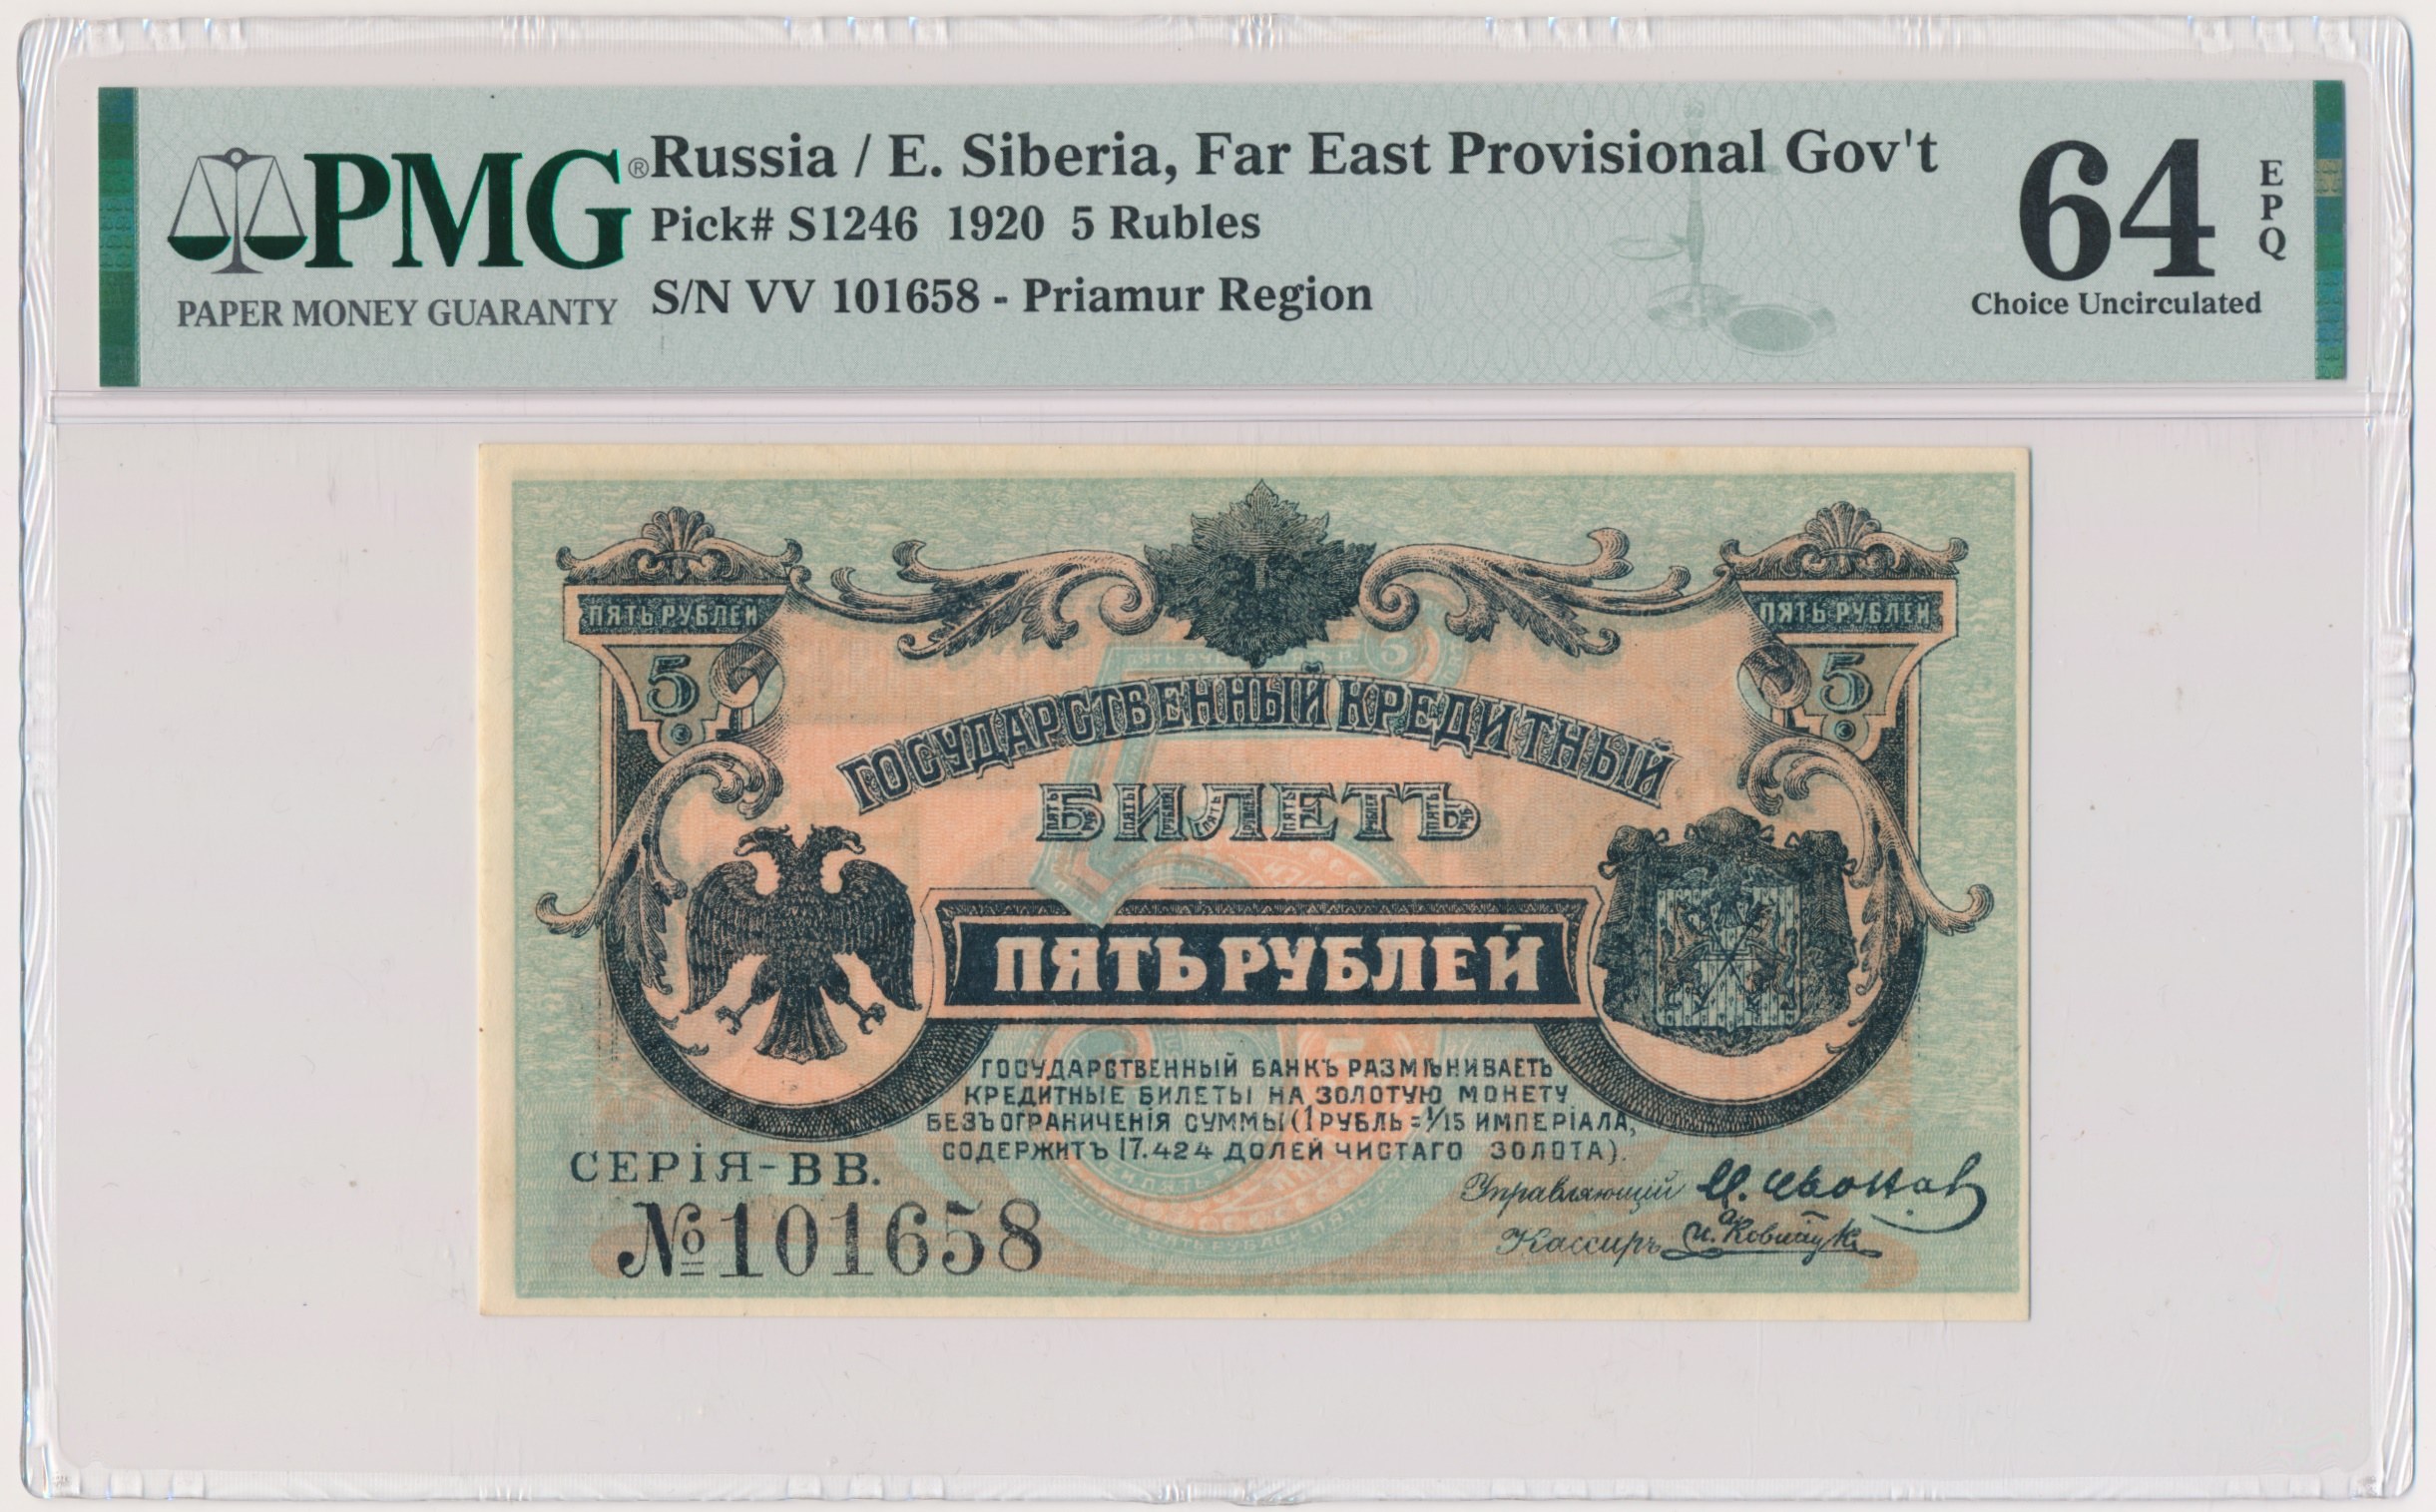 PMG® Russia / E. Siberia, Far East Provisional Gov't
Pick# S1246 1920 5 Rubles
PAPER MONEY GUARANTY
S/N VV 101658 - Priamur Region
64 EPQ
Choice Uncirculated
ПЯТЬ РУБЛЕЙ
ПЯТЬ РУБЛЕЙ
5
5
ГОСУДАРСТВЕННЫЙ КРЕДИТНЫЙ
БИЛЕТЪ
ПЯТЬ РУБЛЕЙ
ГОСУДАРСТВЕННЫЙ БАНКЪ РАЗМѢНИВАЕТЪ
КРЕДИТНЫЕ БИЛЕТЫ НА ЗОЛОТУЮ МОНЕТУ
БЕЗЪ ОГРАНИЧЕНІЯ СУММЫ (1 РУБЛЬ = 1/15 ИМПЕРІАЛА,
СОДЕРЖИТЪ 17.424 ДОЛЕЙ ЧИСТАГО ЗОЛОТА).
СЕРІЯ-ВВ.
№101658
Управляющій
Кассиръ